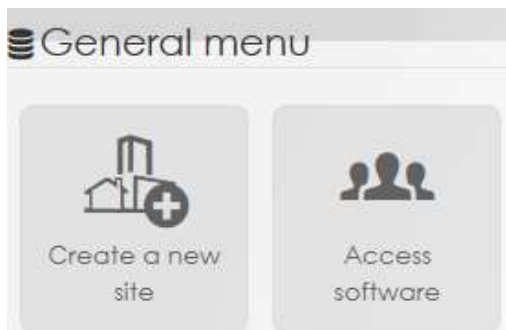 General menu
Create a new
site
Access
software